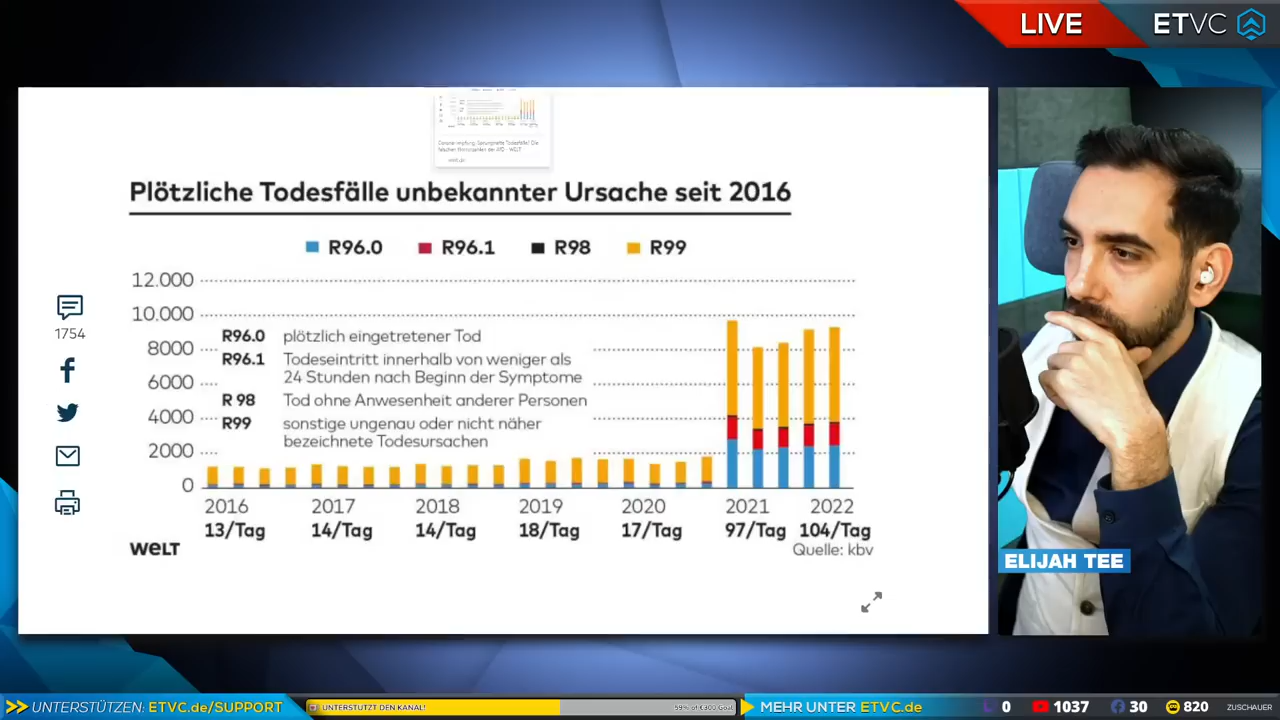 LIVE
ETVC
Plötzliche Todesfälle unbekannter Ursache seit 2016
R96.0 R96.1 R98 R99
12.000
10.000
8000
6000
4000
2000
0
R96.0 plötzlich eingetretener Tod
R96.1 Todeseintritt innerhalb von weniger als
24 Stunden nach Beginn der Symptome
R 98 Tod ohne Anwesenheit anderer Personen
R99 sonstige ungenau oder nicht näher
bezeichnete Todesursachen
1754
2016 2017 2018 2019 2020 2021 2022
13/Tag 14/Tag 14/Tag 18/Tag 17/Tag 97/Tag 104/Tag
WELT
Quelle: kbv
ELIJAH TEE
UNTERSTÜTZEN: ETVC.de/SUPPORT
UNTERSTÜTZT DEN KANAL!
59% of €300 Goal
MEHR UNTER ETVC.de
0 1037 30 820 ZUSCHAUER